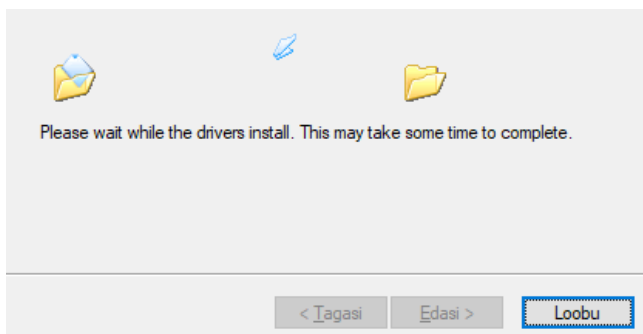 Please wait while the drivers install. This may take some time to complete.
< Tagasi
Edasi >
Loobu